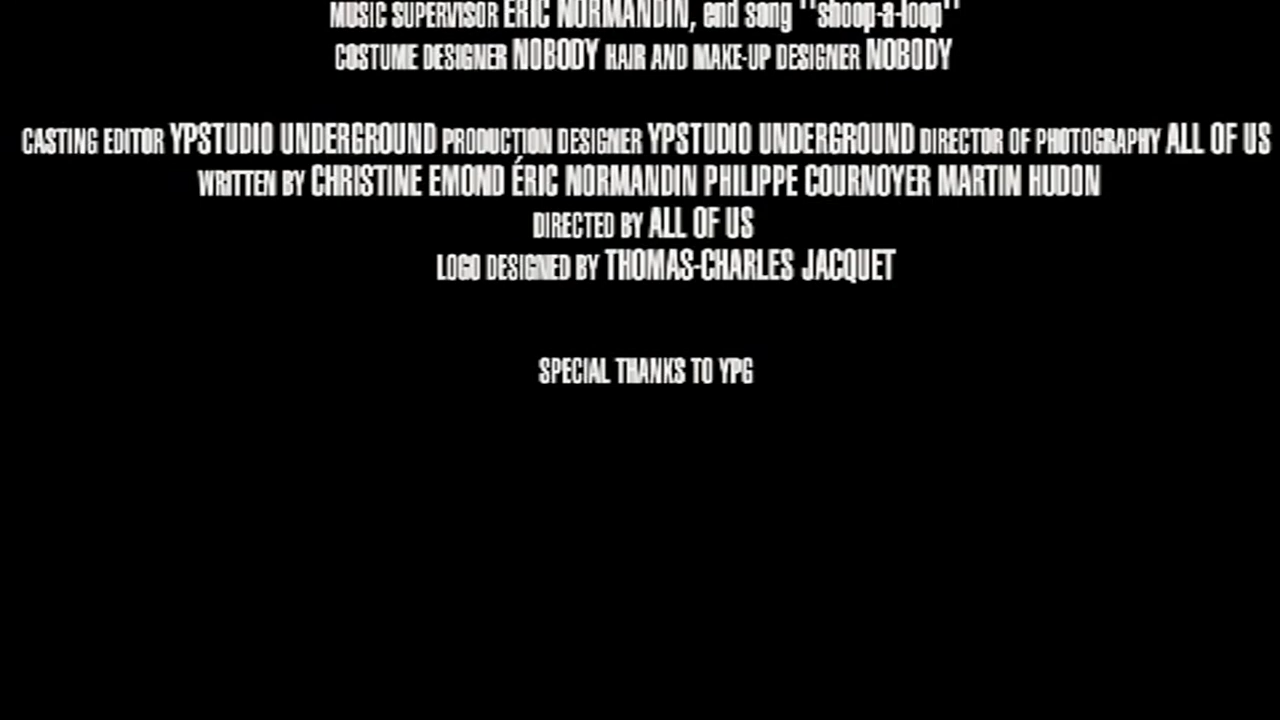 MUSIC SUPERVISOR ERIC NORMANDIN, end song "shoop-a-loop"
COSTUME DESIGNER NOBODY HAIR AND MAKE-UP DESIGNER NOBODY
CASTING EDITOR YPSTUDIO UNDERGROUND PRODUCTION DESIGNER YPSTUDIO UNDERGROUND DIRECTOR OF PHOTOGRAPHY ALL OF US
WRITTEN BY CHRISTINE EMOND ÉRIC NORMANDIN PHILIPPE COURNOYER MARTIN HUDON
DIRECTED BY ALL OF US
LOGO DESIGNED BY THOMAS-CHARLES JACQUET
SPECIAL THANKS TO YPG